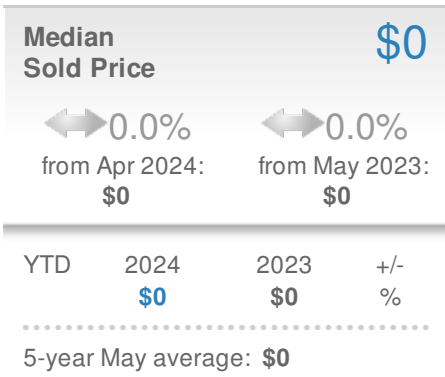 Median $0
Sold Price
0.0% 0.0%
from Apr 2024: from May 2023:
$0 $0
YTD 2024 2023 +/-
$0 $0 %
5-year May average: $0